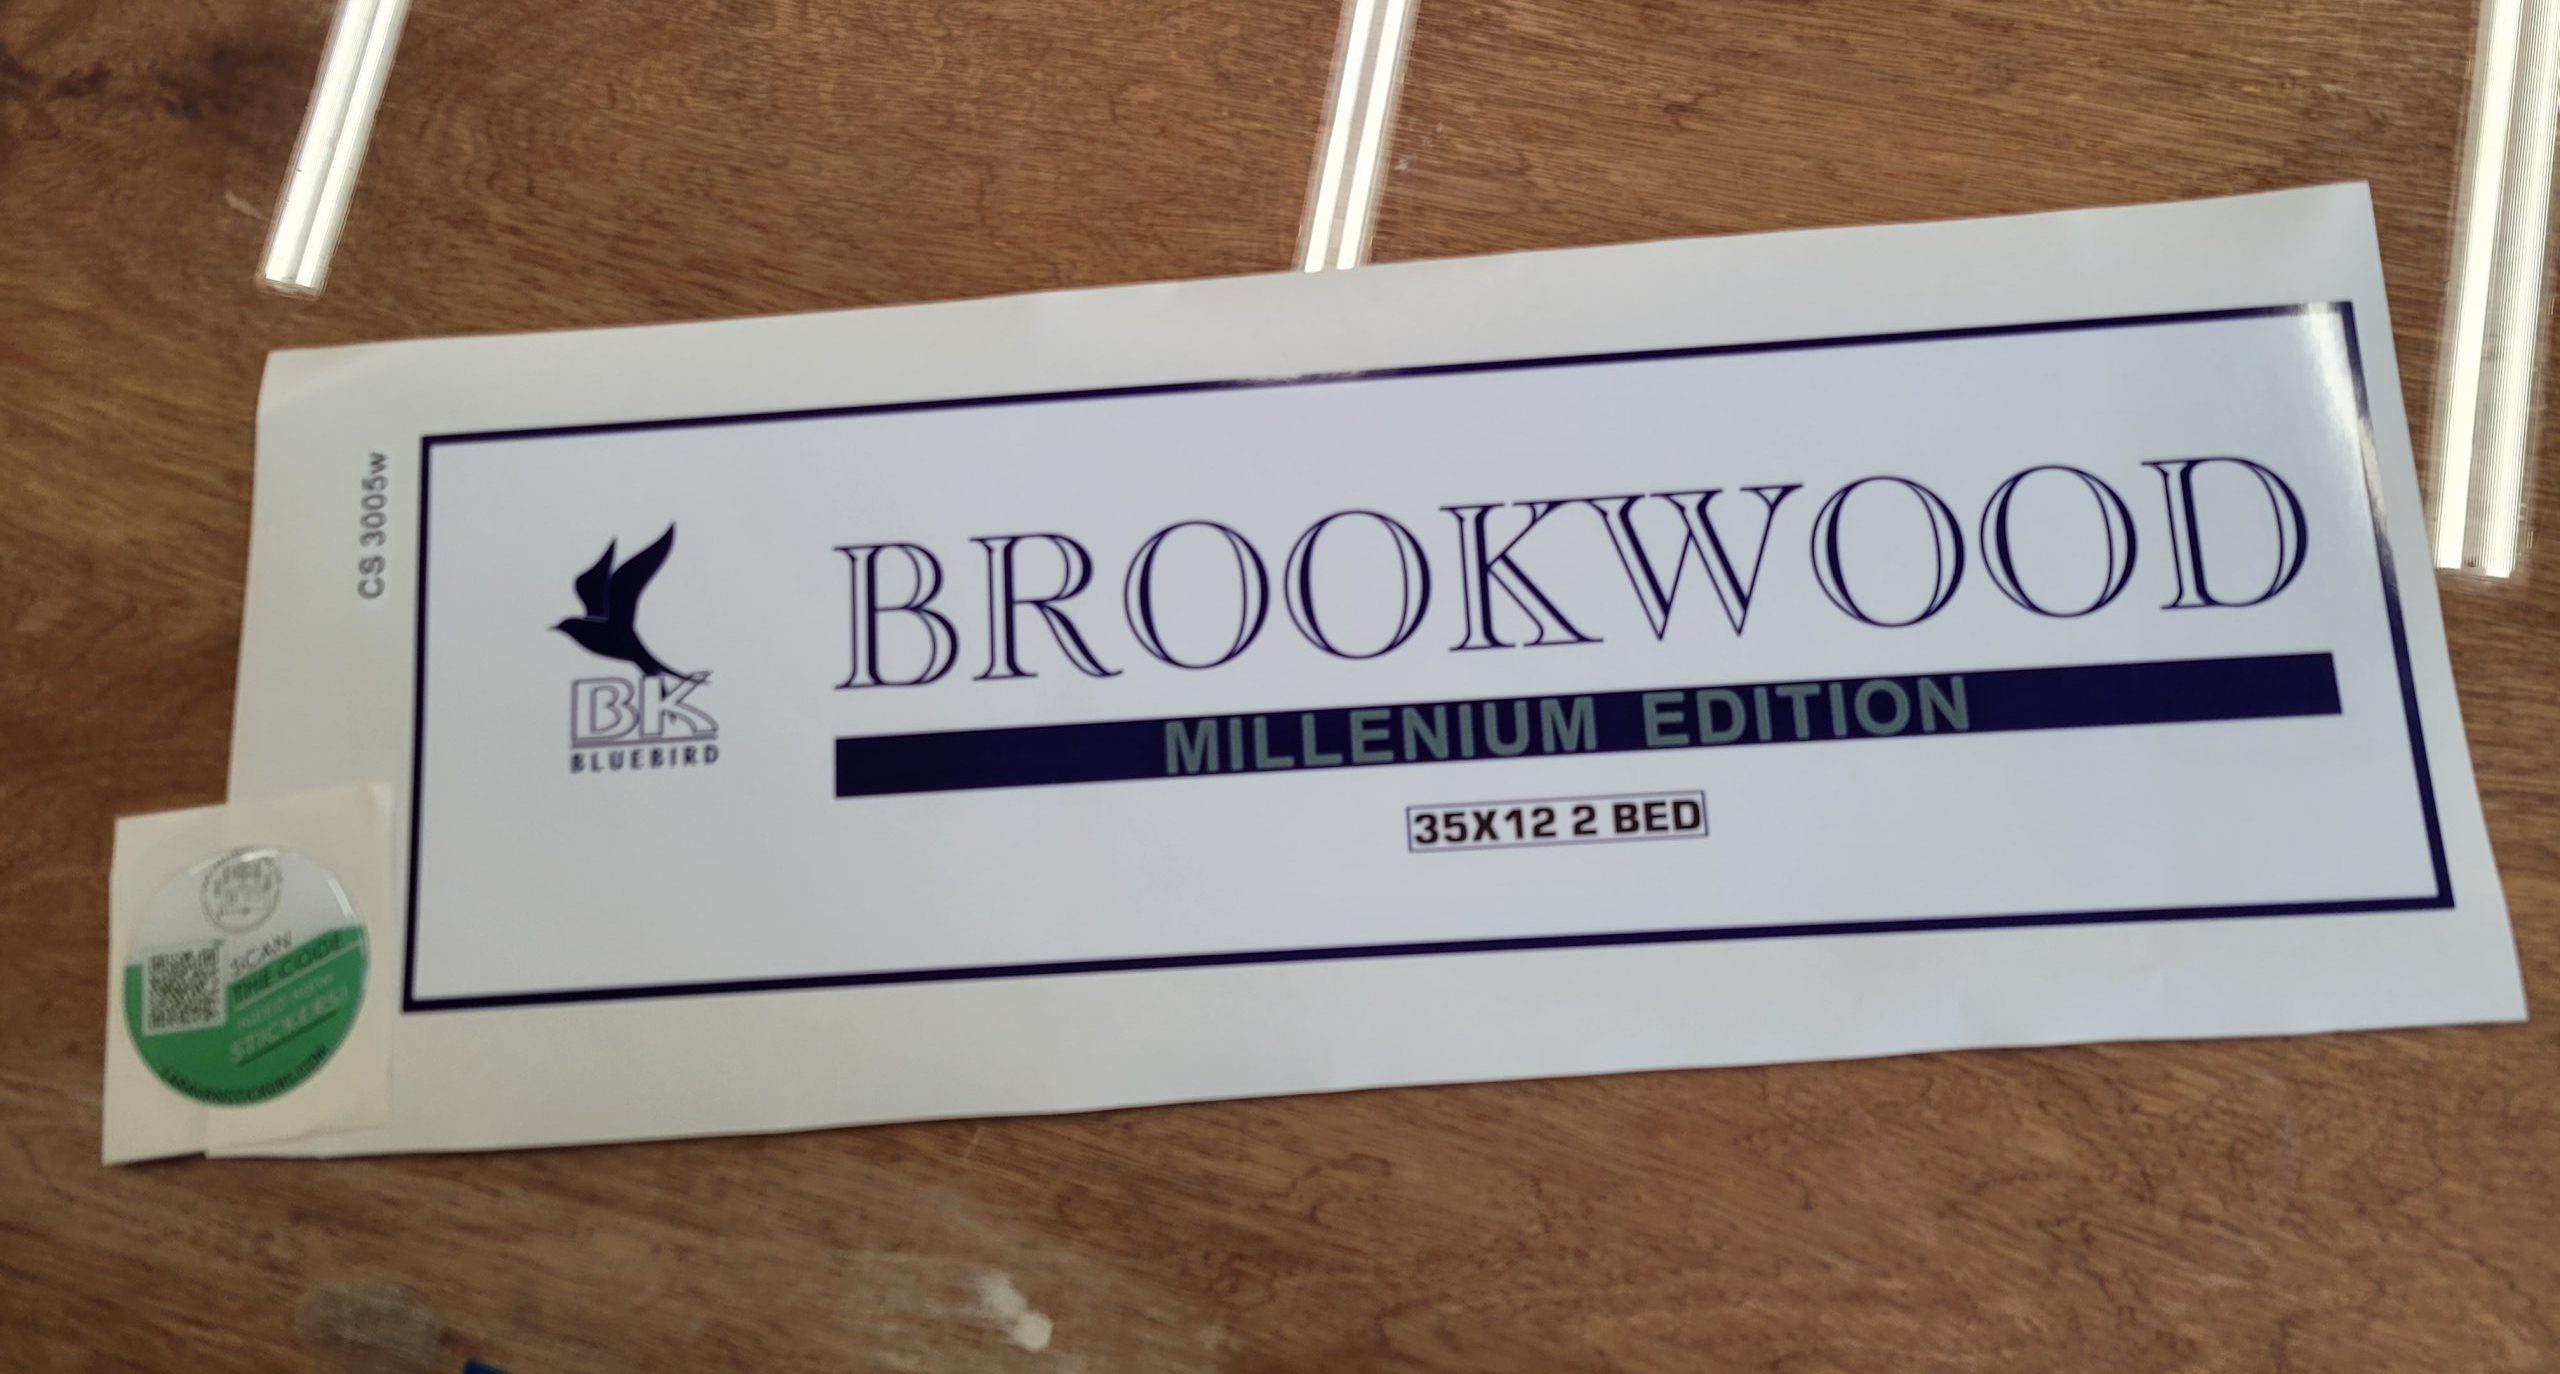 CS 3005w
BK
BLUEBIRD
BROOKWOOD
MILLENIUM EDITION
35X12 2 BED
SCAN
THE CODE
STICKERS!